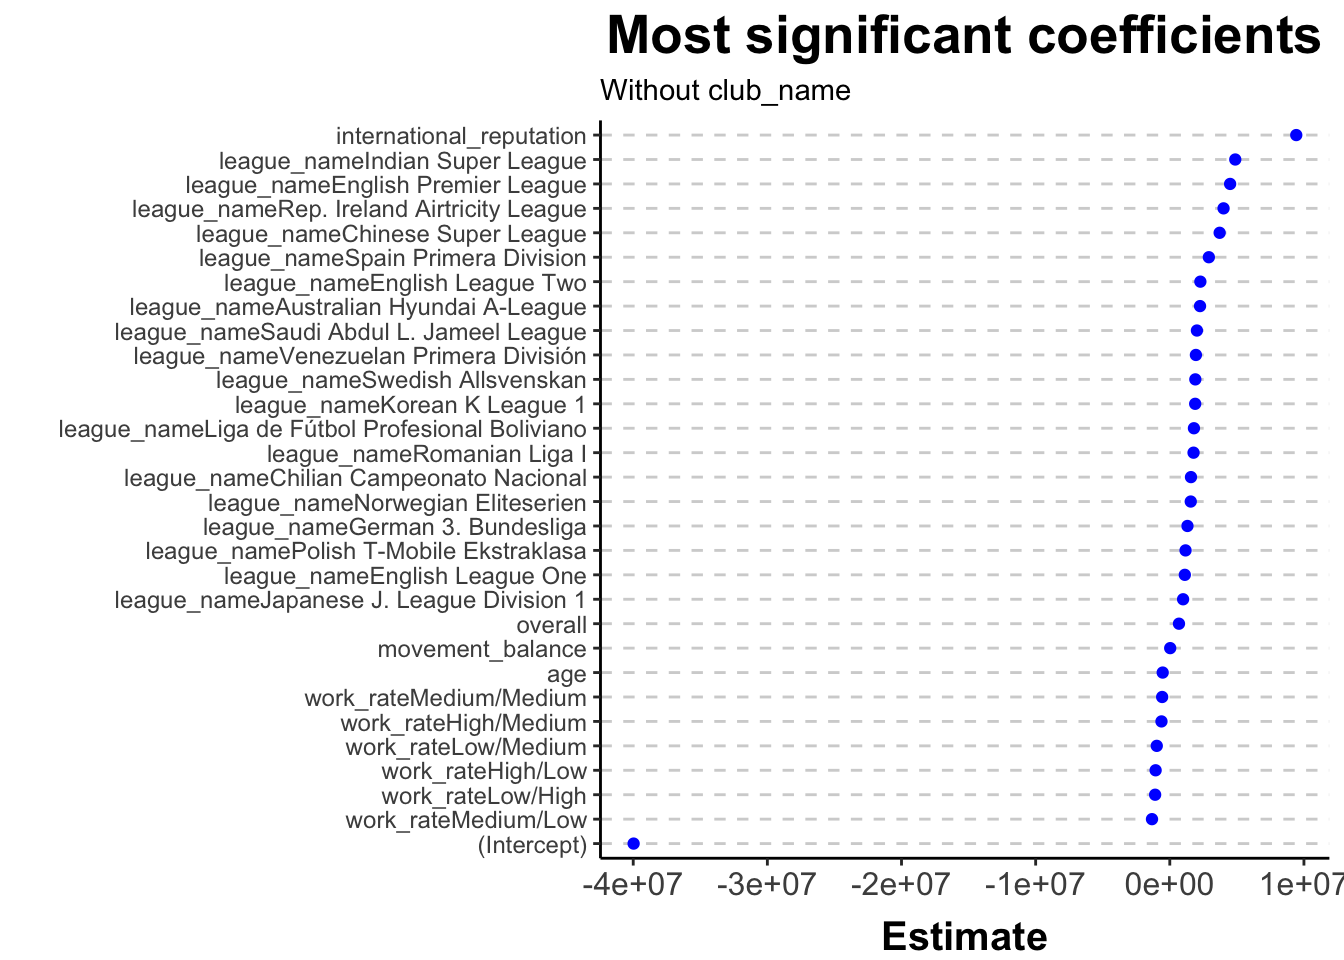 Most significant coefficients
Without club_name
international_reputation
league_nameIndian Super League
league_nameEnglish Premier League
league_nameRep. Ireland Airtricity League
league_nameChinese Super League
league_nameSpain Primera Division
league_nameEnglish League Two
league_nameAustralian Hyundai A-League
league_nameSaudi Abdul L. Jameel League
league_nameVenezuelan Primera División
league_nameSwedish Allsvenskan
league_nameKorean K League 1
league_nameLiga de Fútbol Profesional Boliviano
league_nameRomanian Liga I
league_nameChilian Campeonato Nacional
league_nameNorwegian Eliteserien
league_nameGerman 3. Bundesliga
league_namePolish T-Mobile Ekstraklasa
league_nameEnglish League One
league_nameJapanese J. League Division 1
overall
movement_balance
age
work_rateMedium/Medium
work_rateHigh/Medium
work_rateLow/Medium
work_rateHigh/Low
work_rateLow/High
work_rateMedium/Low
(Intercept)
-4e+07 -3e+07 -2e+07 -1e+07 0e+00 1e+07
Estimate